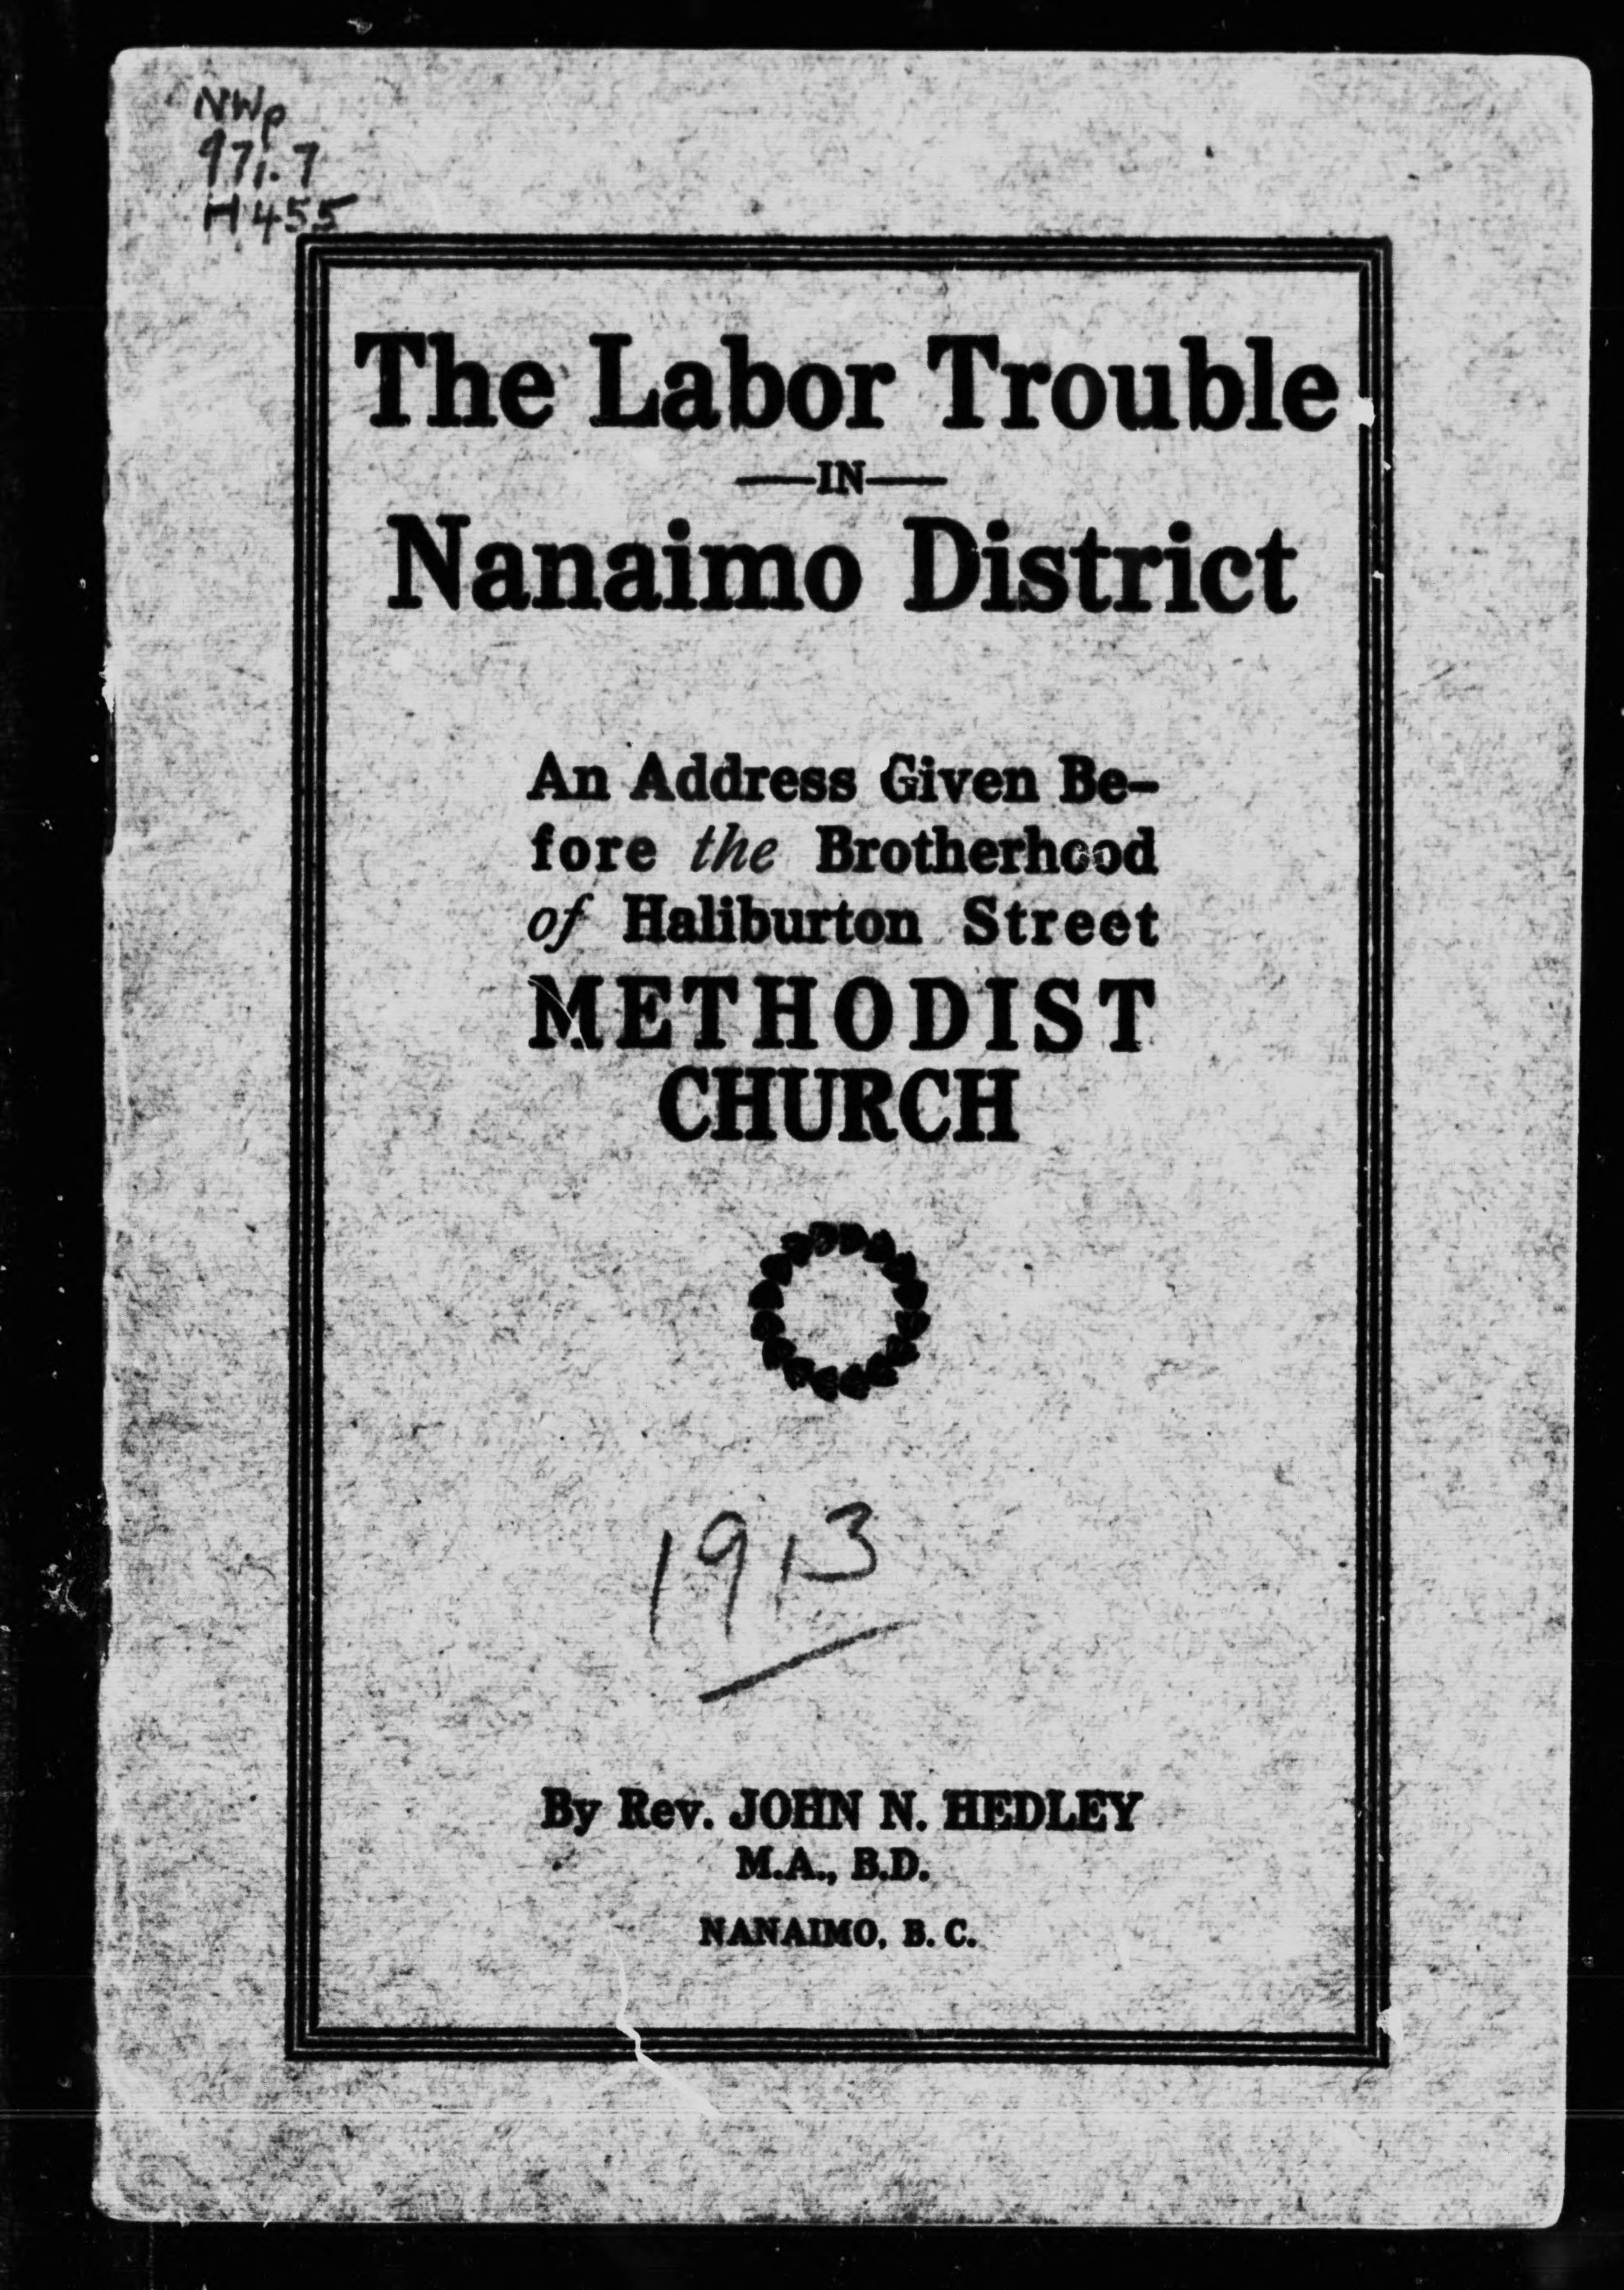 NWp
971.7
H455
The Labor Trouble
—IN—
Nanaimo District
An Address Given Be-
fore the Brotherhood
of Haliburton Street
METHODIST
CHURCH
1913
By Rev. JOHN N. HEDLEY
M.A., B.D.
NANAIMO, B. C.